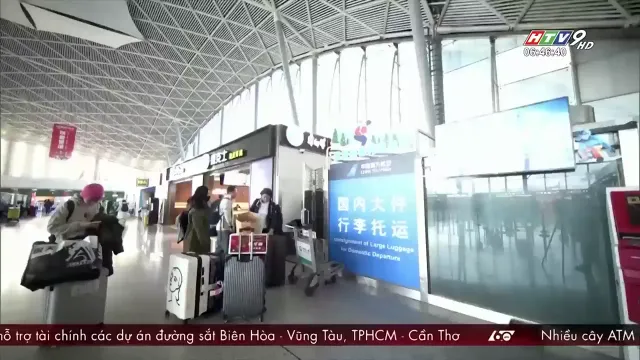 HTV9 HD
06:46:40
国内大件
行李托运
Consignment of Large Luggage
for Domestic Departure
hỗ trợ tài chính các dự án đường sắt Biên Hòa - Vũng Tàu, TPHCM - Cần Thơ
Nhiều cây ATM